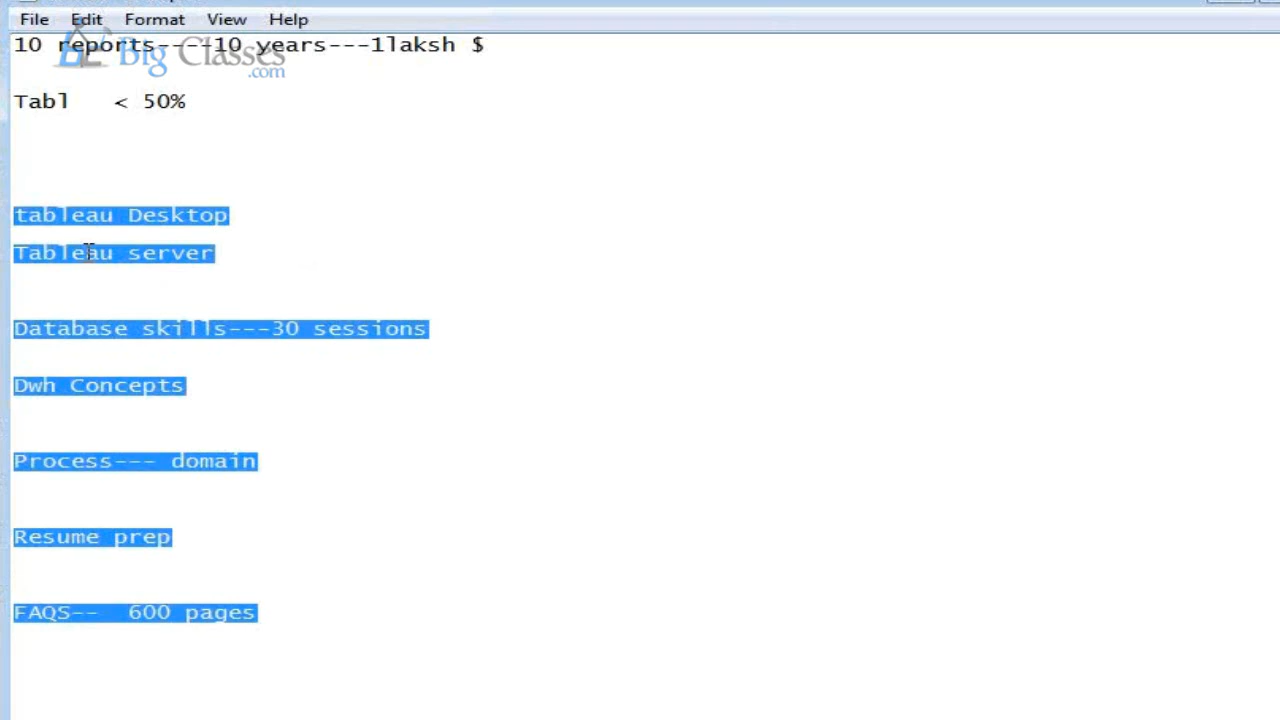 File Edit Format View Help
10 reports----10 years---1laksh $
Big Classes
.com
Tabl < 50%
tableau Desktop
Tableau server
Database skills---30 sessions
Dwh Concepts
Process--- domain
Resume prep
FAQS-- 600 pages